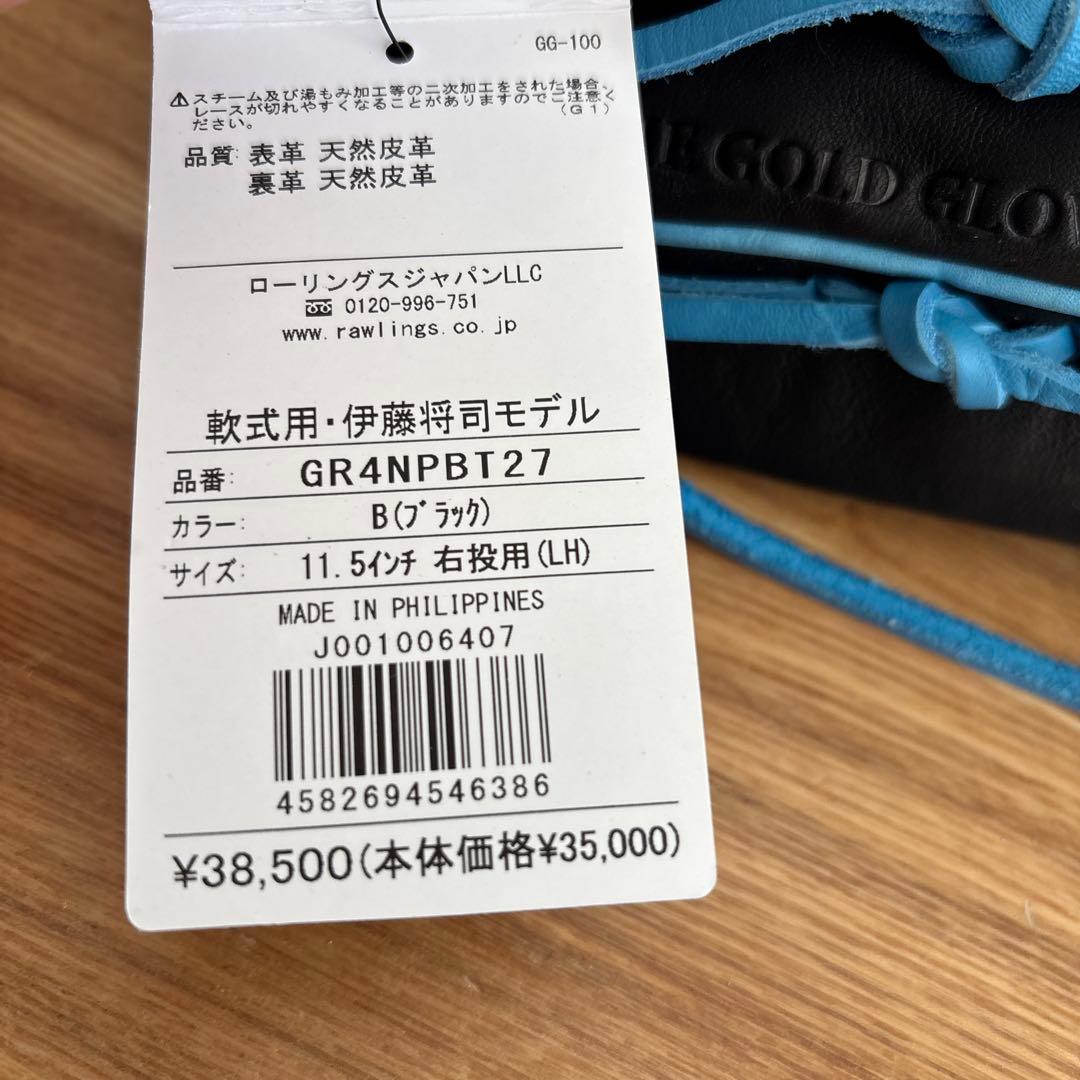 GG-100
⚠スチーム及び湯もみ加工等の二次加工をされた場合、
レースが切れやすくなることがありますのでご注意く
ださい。 (G1)
品質: 表革 天然皮革
裏革 天然皮革
ローリングスジャパンLLC
0120-996-751
www.rawlings.co.jp
軟式用・伊藤将司モデル
品番: GR4NPBT27
カラー: B(ブラック)
サイズ: 11.5インチ 右投用(LH)
MADE IN PHILIPPINES
J001006407
4582694546386
¥38,500(本体価格¥35,000)
GOLD